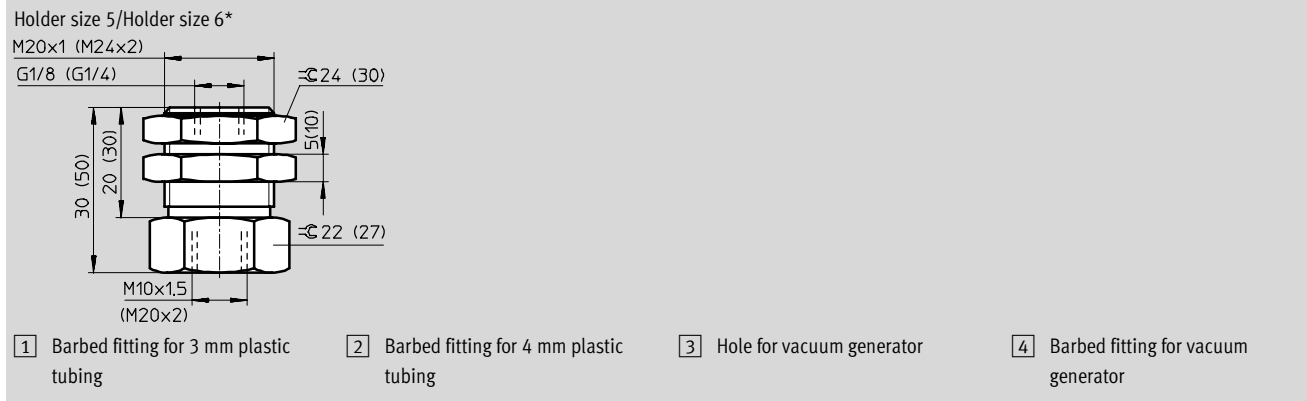 Holder size 5/Holder size 6*
M20x1 (M24x2)
G1/8 (G1/4)
24 (30)
5(10)
20 (30)
30 (50)
22 (27)
M10x1,5
(M20x2)
1 Barbed fitting for 3 mm plastic
tubing
2 Barbed fitting for 4 mm plastic
tubing
3 Hole for vacuum generator
4 Barbed fitting for vacuum
generator